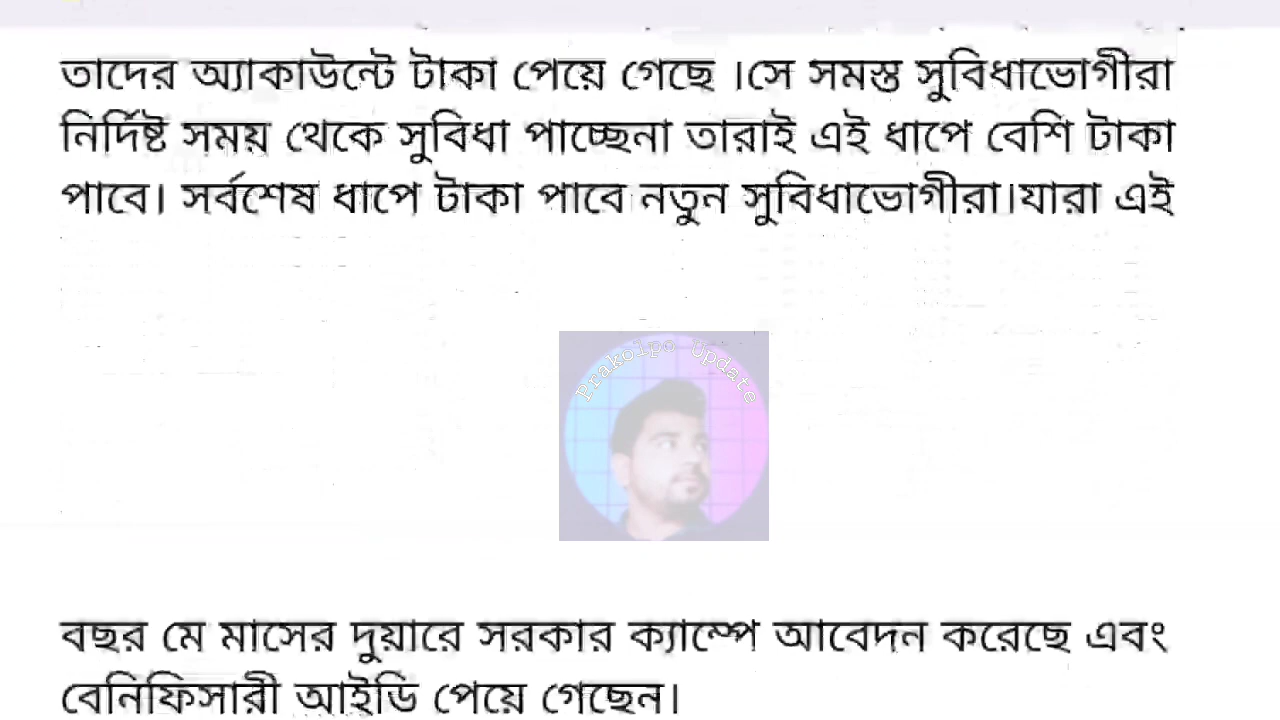 তাদের অ্যাকাউন্টে টাকা পেয়ে গেছে ।সে সমস্ত সুবিধাভোগীরা
নির্দিষ্ট সময় থেকে সুবিধা পাচ্ছেনা তারাই এই ধাপে বেশি টাকা
পাবে। সর্বশেষ ধাপে টাকা পাবে নতুন সুবিধাভোগীরা।যারা এই
Prakolpo Update
বছর মে মাসের দুয়ারে সরকার ক্যাম্পে আবেদন করেছে এবং
বেনিফিসারী আইডি পেয়ে গেছেন।